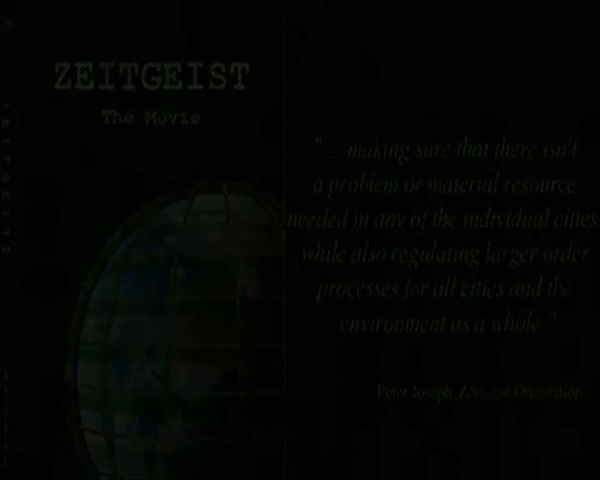 ZEITGEIST
The Movie
" ... making sure that there isn't
a problem or material resource
needed in any of the individual cities,
while also regulating larger order
processes for all cities and the
environment as a whole "
Peter Joseph, Zeitgeist Orientation